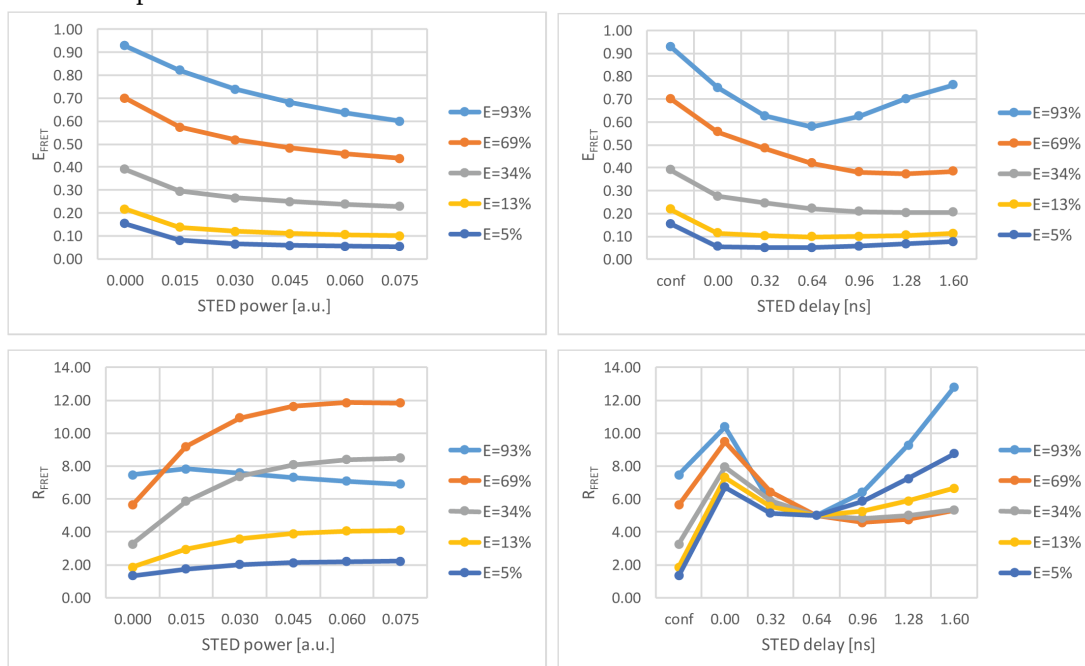 1.00
0.90
0.80
0.70
0.60
0.50
0.40
0.30
0.20
0.10
0.00
EFRET
0.000 0.015 0.030 0.045 0.060 0.075
STED power [a.u.]
E=93%
E=69%
E=34%
E=13%
E=5%
1.00
0.90
0.80
0.70
0.60
0.50
0.40
0.30
0.20
0.10
0.00
EFRET
conf 0.00 0.32 0.64 0.96 1.28 1.60
STED delay [ns]
E=93%
E=69%
E=34%
E=13%
E=5%
14.00
12.00
10.00
8.00
6.00
4.00
2.00
0.00
RFRET
0.000 0.015 0.030 0.045 0.060 0.075
STED power [a.u.]
E=93%
E=69%
E=34%
E=13%
E=5%
14.00
12.00
10.00
8.00
6.00
4.00
2.00
0.00
RFRET
conf 0.00 0.32 0.64 0.96 1.28 1.60
STED delay [ns]
E=93%
E=69%
E=34%
E=13%
E=5%